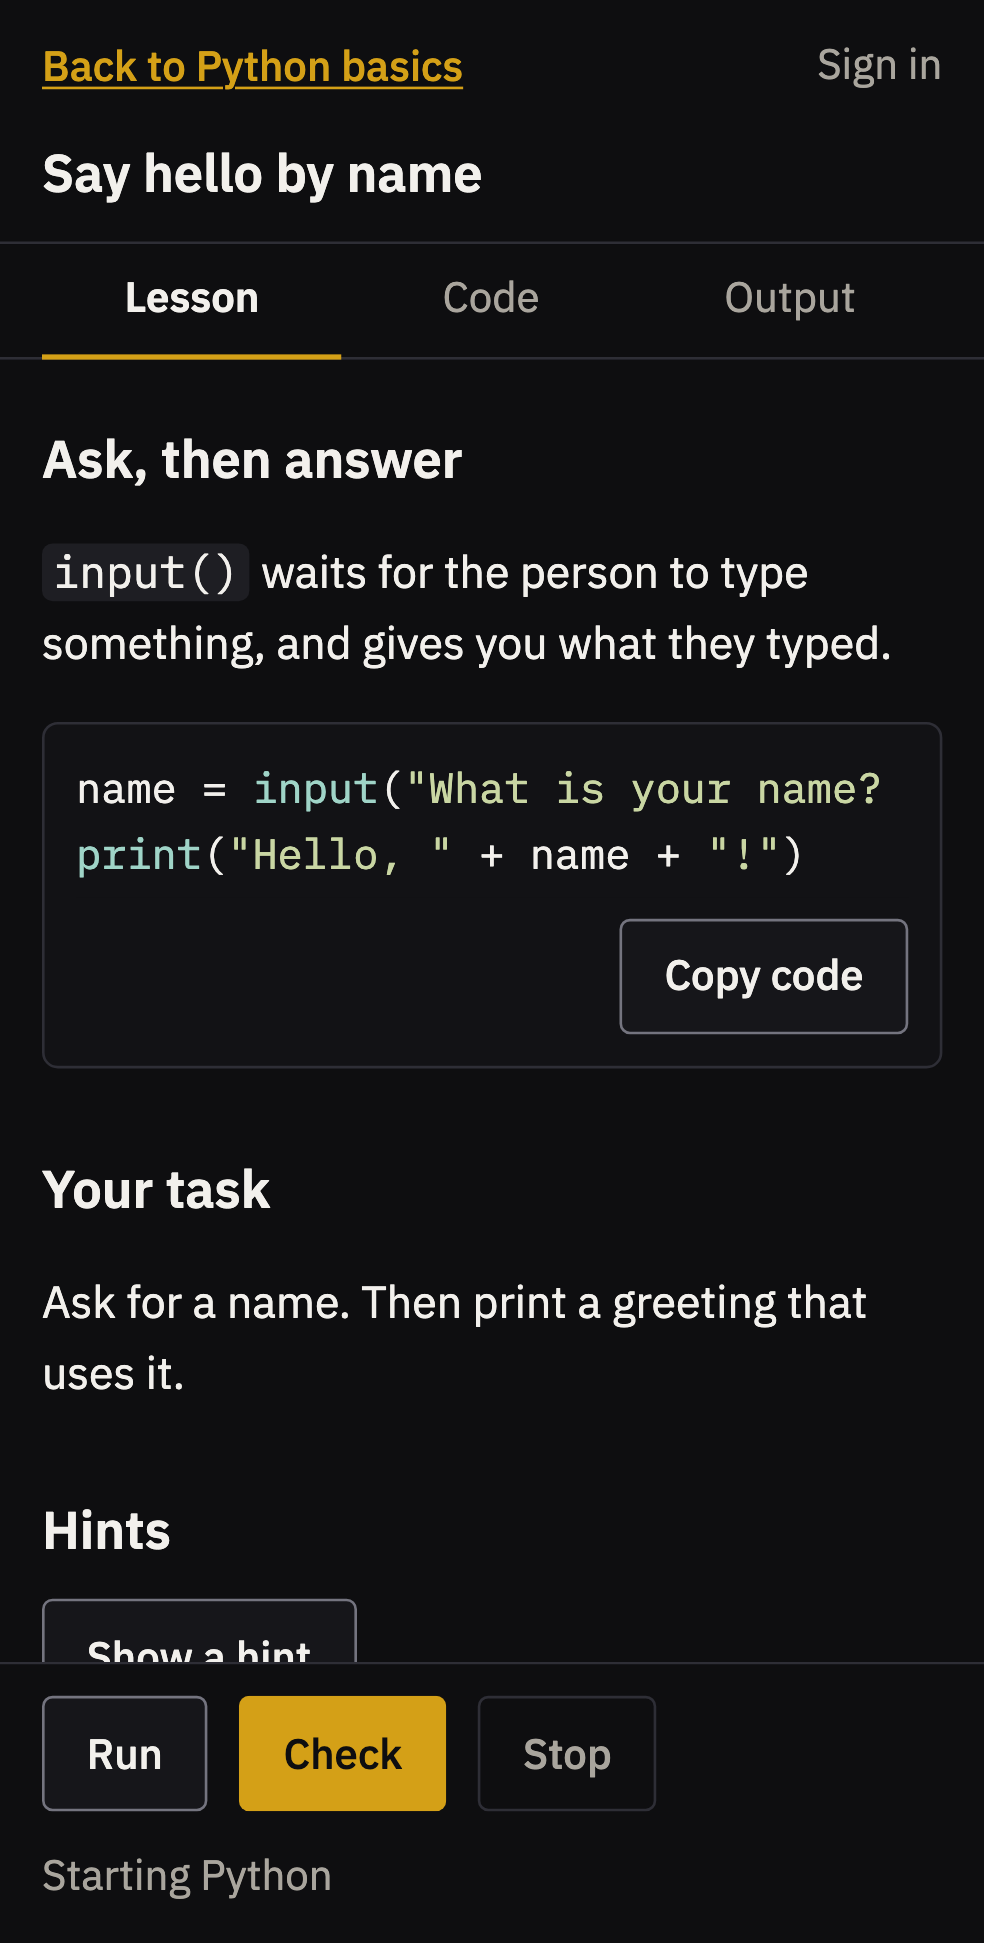 Back to Python basics
Sign in
Say hello by name
Lesson
Code
Output
Ask, then answer
input() waits for the person to type
something, and gives you what they typed.
name = input("What is your name?
print("Hello, " + name + "!")
Copy code
Your task
Ask for a name. Then print a greeting that
uses it.
Hints
Show a hint
Run
Check
Stop
Starting Python